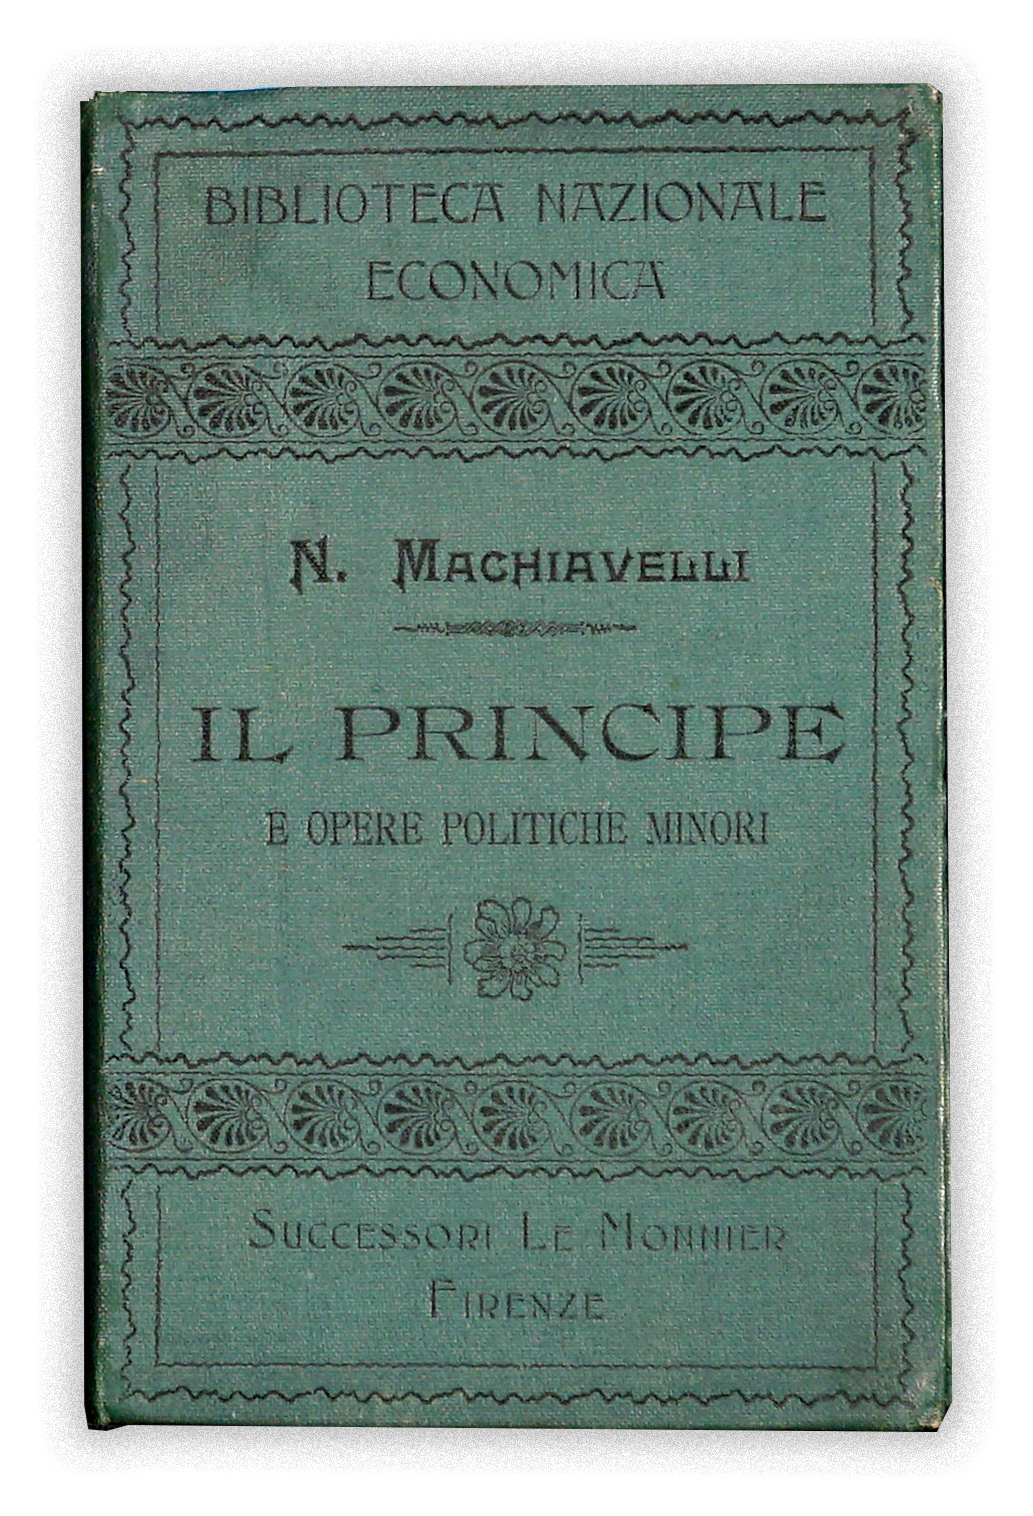 BIBLIOTECA NAZIONALE
ECONOMICA
N. MACHIAVELLI
IL PRINCIPE
E OPERE POLITICHE MINORI
SUCCESSORI LE MONNIER
FIRENZE